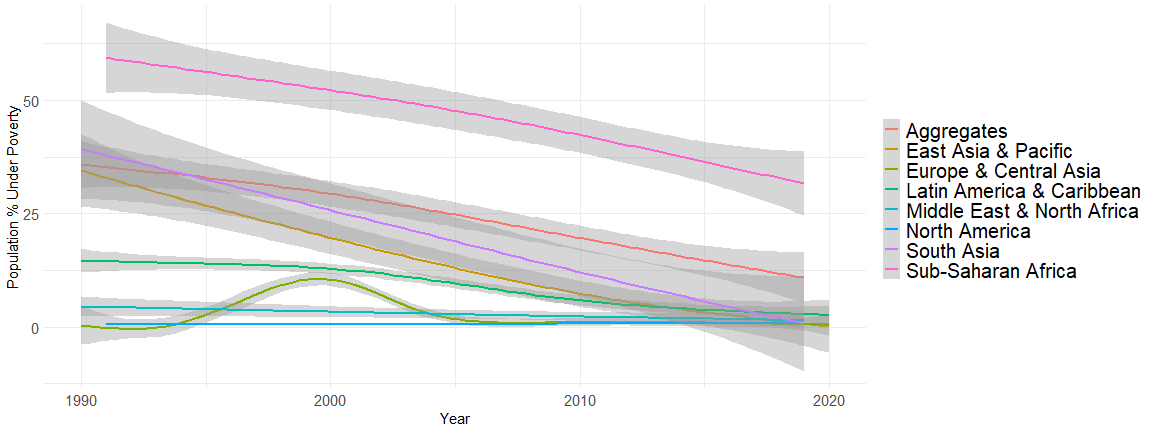 Population % Under Poverty
50
25
0
1990
2000
2010
2020
Year
Aggregates
East Asia & Pacific
Europe & Central Asia
Latin America & Caribbean
Middle East & North Africa
North America
South Asia
Sub-Saharan Africa